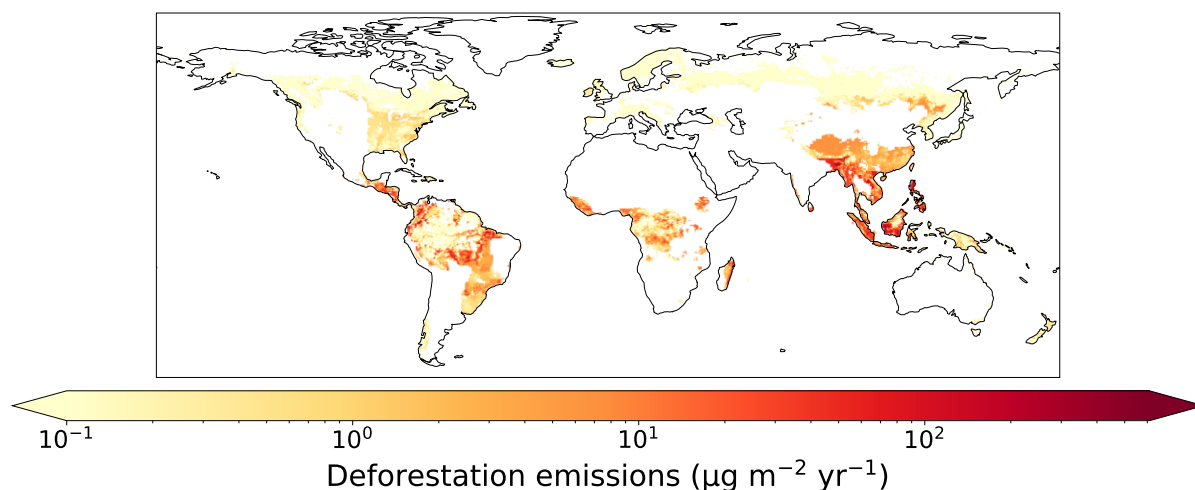 10⁻¹ 10⁰ 10¹ 10²
Deforestation emissions (µg m⁻² yr⁻¹)